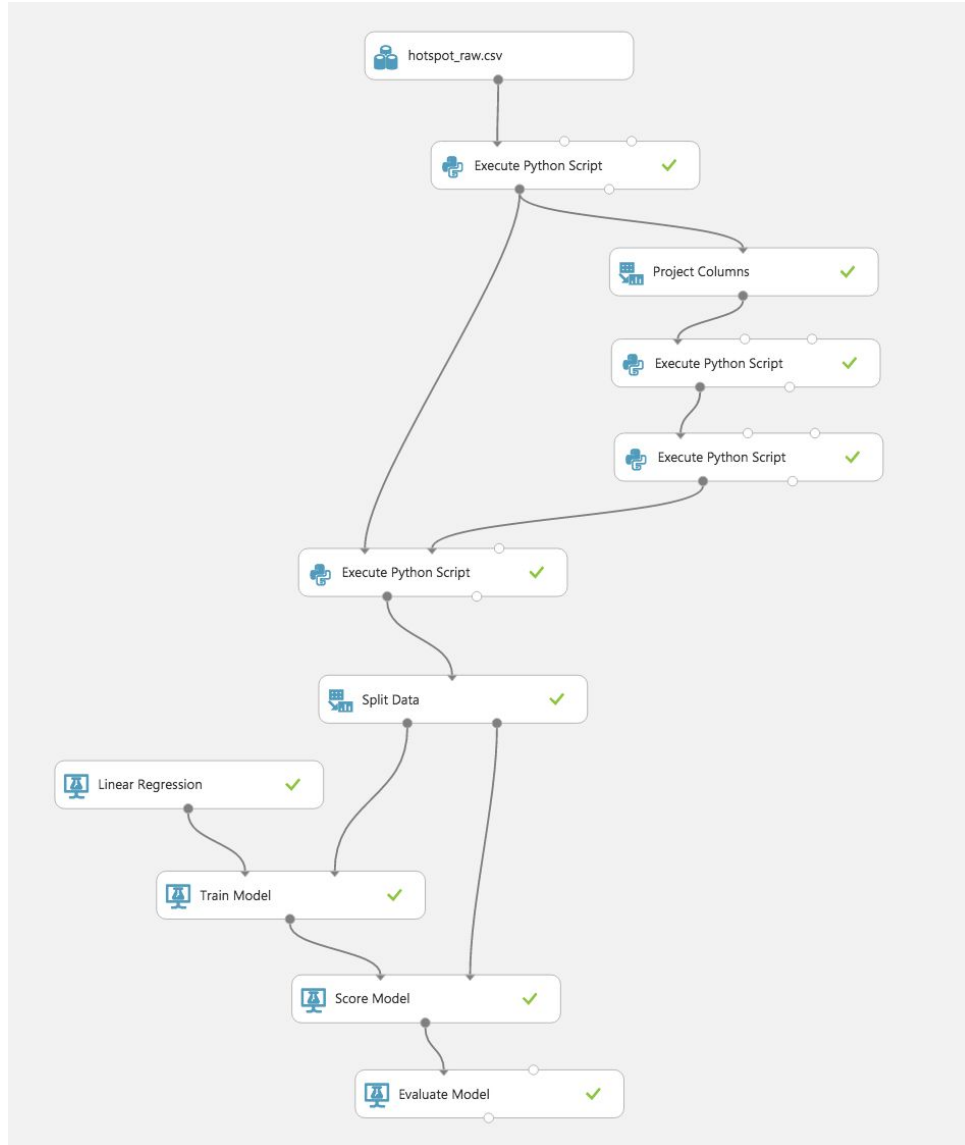 hotspot_raw.csv
Execute Python Script
Project Columns
Execute Python Script
Execute Python Script
Execute Python Script
Split Data
Linear Regression
Train Model
Score Model
Evaluate Model